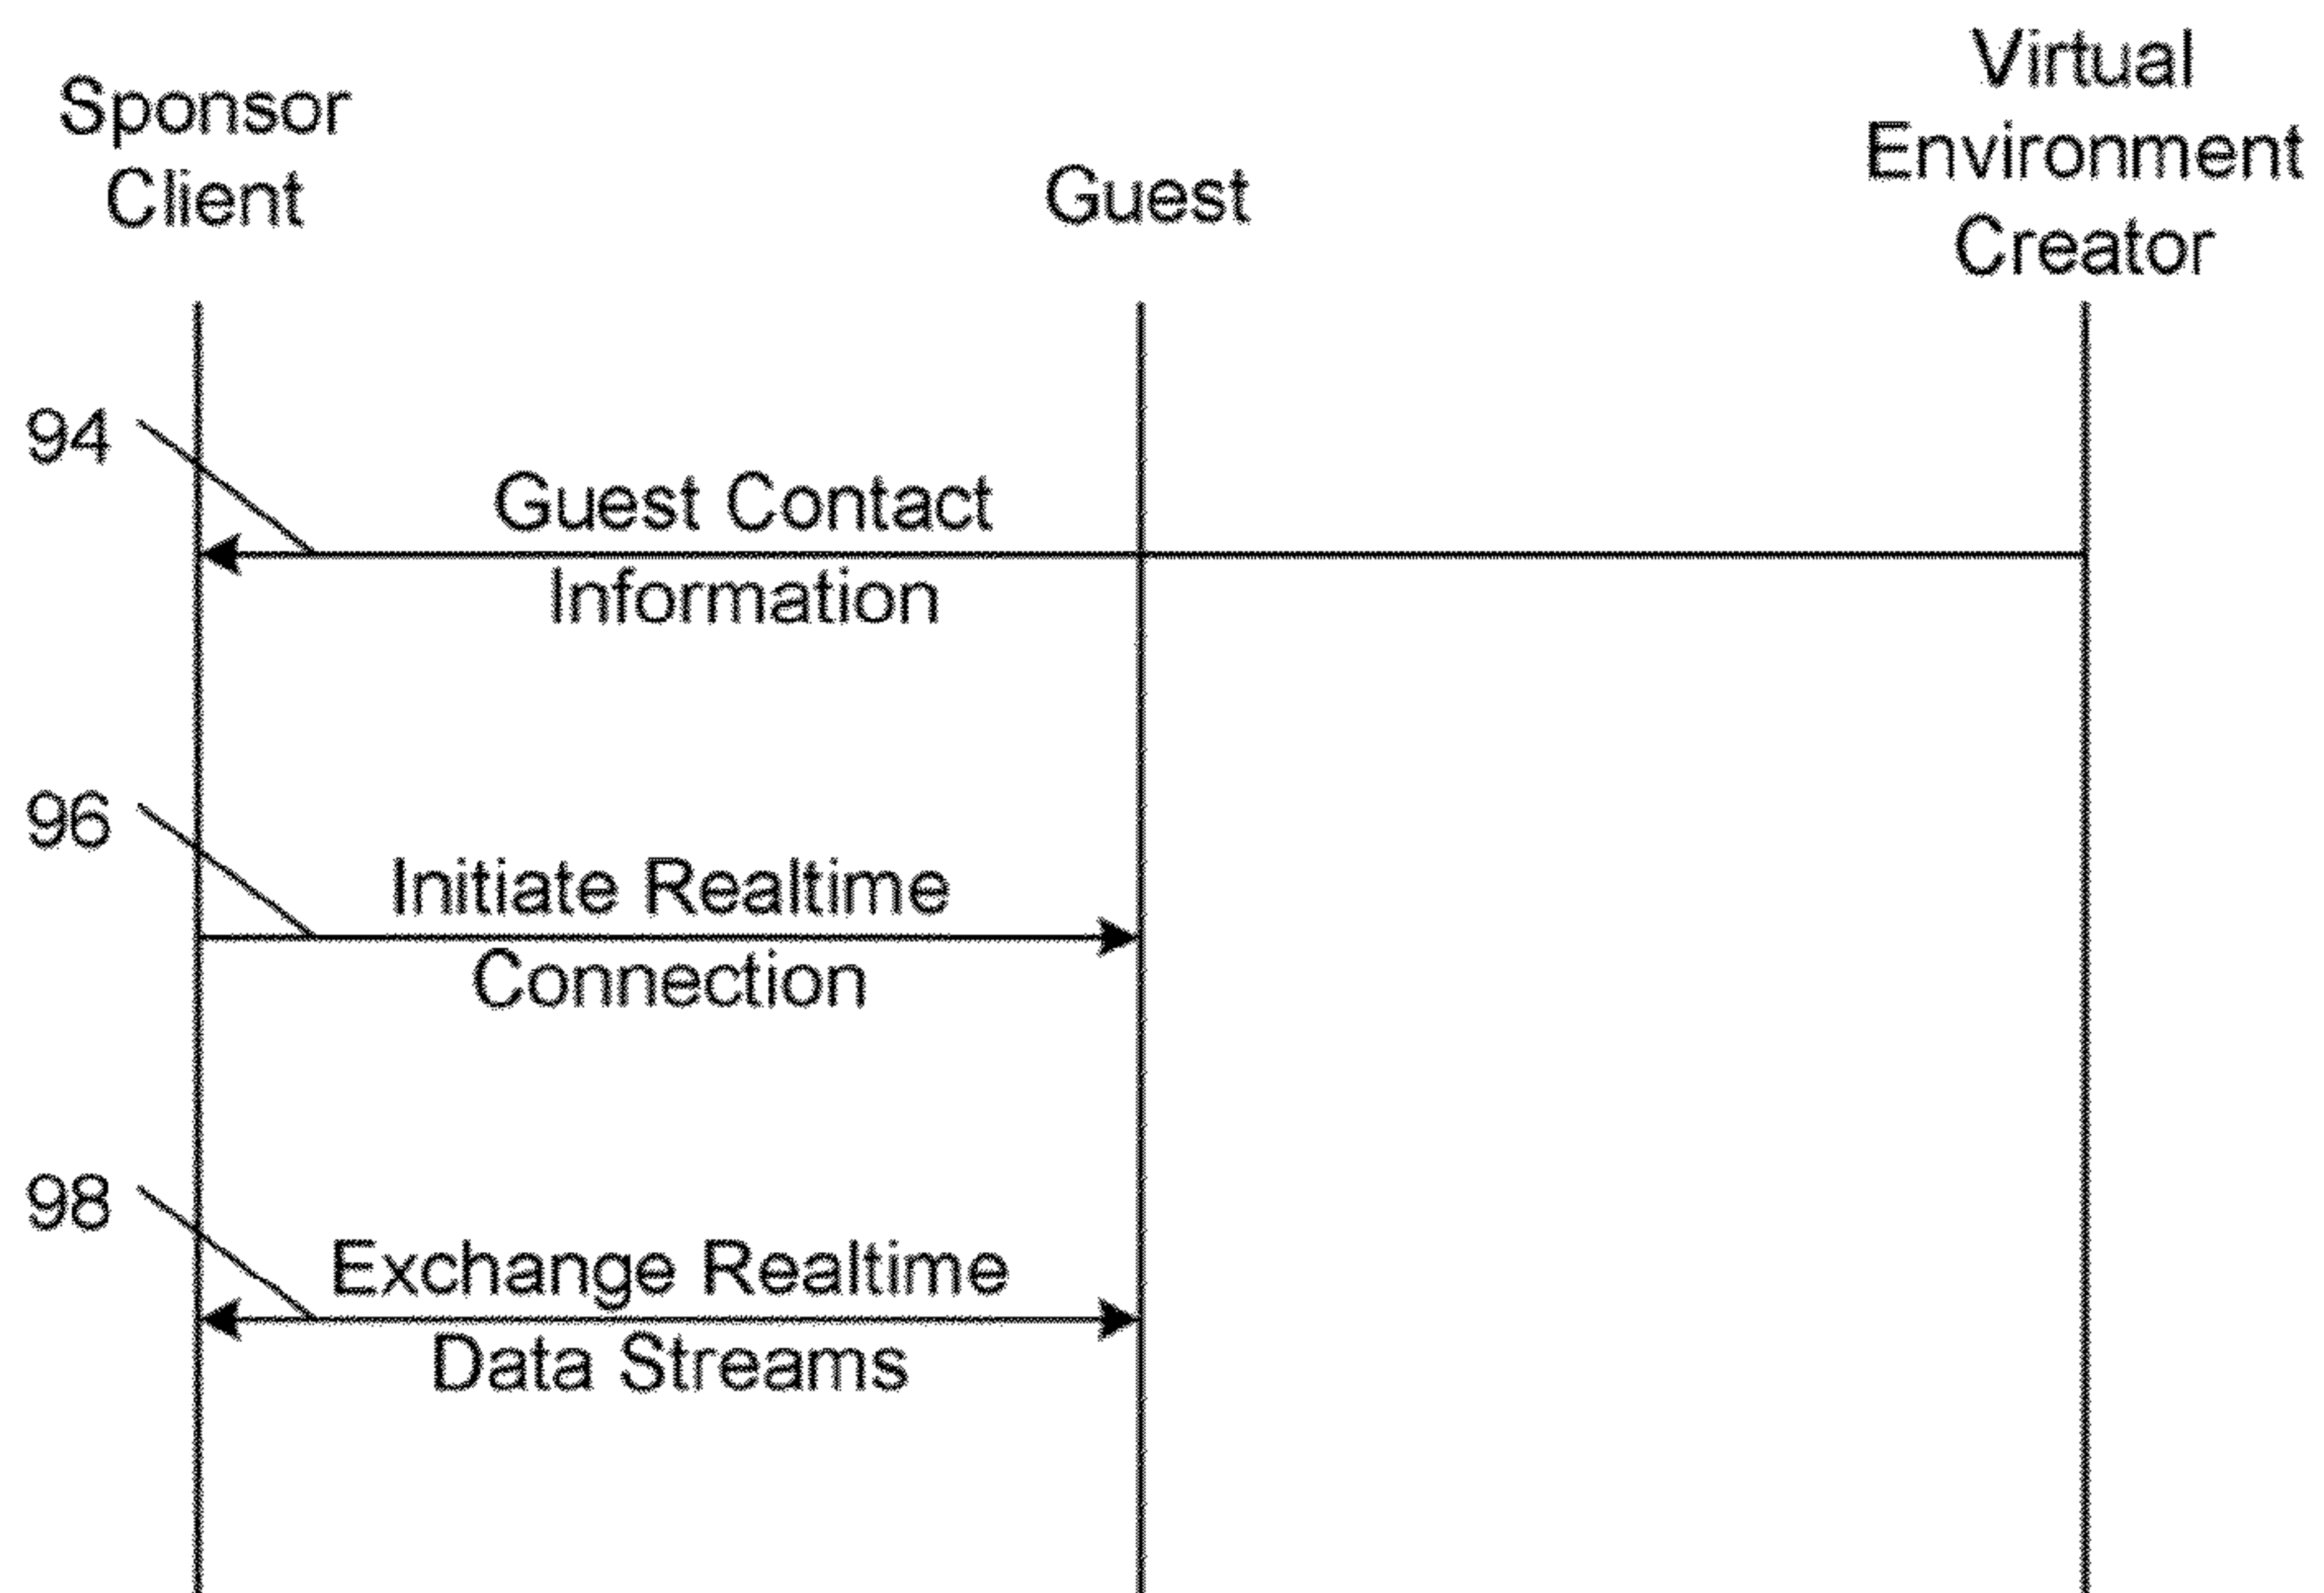 Sponsor
Client
Guest
Virtual
Environment
Creator
94
Guest Contact
Information
96
Initiate Realtime
Connection
98
Exchange Realtime
Data Streams